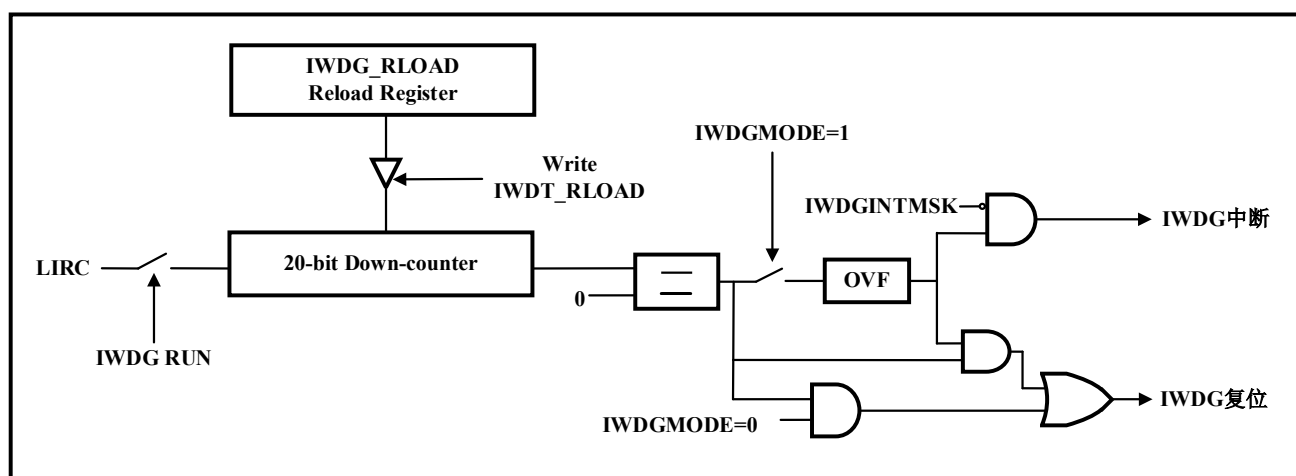 IWDG_RLOAD
Reload Register
IWDGMODE=1
Write
IWDT_RLOAD
IWDGINTMSK
IWDG中断
LIRC
20-bit Down-counter
0
OVF
IWDG RUN
IWDGMODE=0
IWDG复位